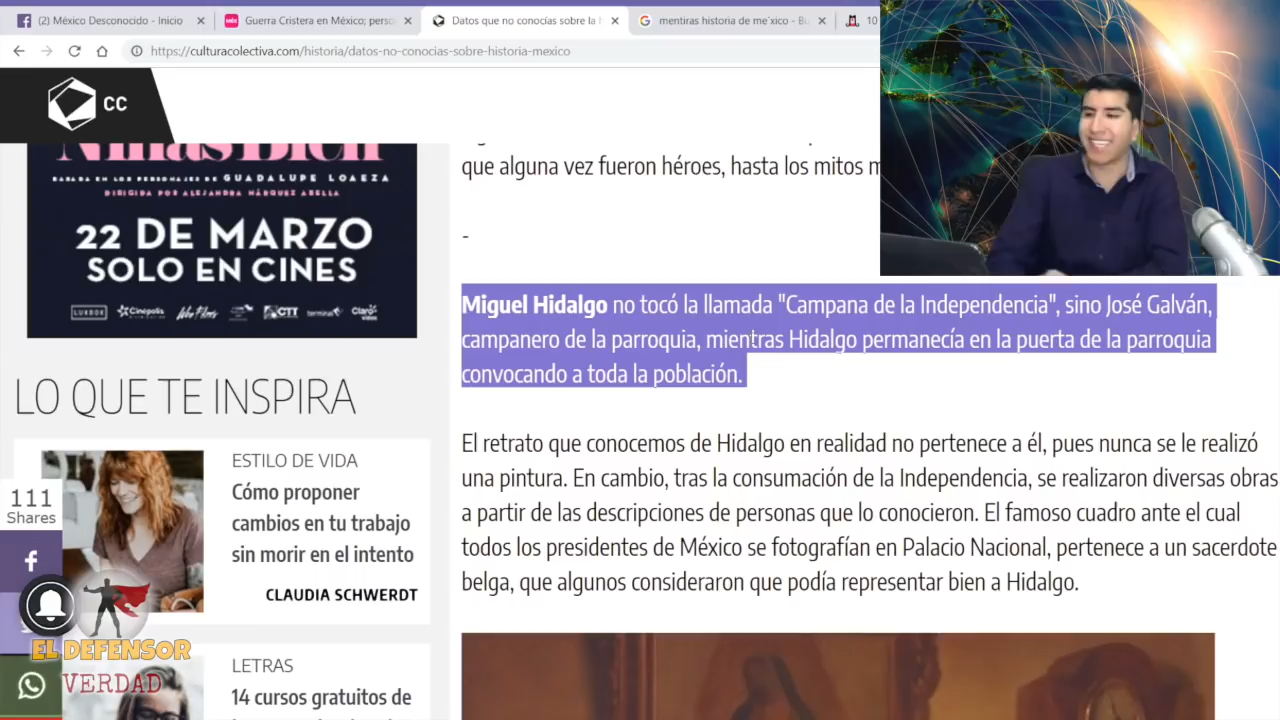 (2) México Desconocido - Inicio
Guerra Cristera en México; perso
Datos que no conocías sobre la h
mentiras historia de me´xico - Bu
10
https://culturacolectiva.com/historia/datos-no-conocias-sobre-historia-mexico
CC
que alguna vez fueron héroes, hasta los mitos m
-
BASADA EN LOS PERSONAJES DE GUADALUPE LOAEZA
DIRIGIDA POR ALEJANDRA MÁRQUEZ ABELLA
22 DE MARZO
SOLO EN CINES
LUXBOX Cinépolis Woo Films CTT terminal Claro video
Miguel Hidalgo no tocó la llamada "Campana de la Independencia", sino José Galván,
campanero de la parroquia, mientras Hidalgo permanecía en la puerta de la parroquia
convocando a toda la población.
LO QUE TE INSPIRA
ESTILO DE VIDA
Cómo proponer
cambios en tu trabajo
sin morir en el intento
CLAUDIA SCHWERDT
111
Shares
El retrato que conocemos de Hidalgo en realidad no pertenece a él, pues nunca se le realizó
una pintura. En cambio, tras la consumación de la Independencia, se realizaron diversas obras
a partir de las descripciones de personas que lo conocieron. El famoso cuadro ante el cual
todos los presidentes de México se fotografían en Palacio Nacional, pertenece a un sacerdote
belga, que algunos consideraron que podía representar bien a Hidalgo.
EL DEFENSOR
VERDAD
LETRAS
14 cursos gratuitos de